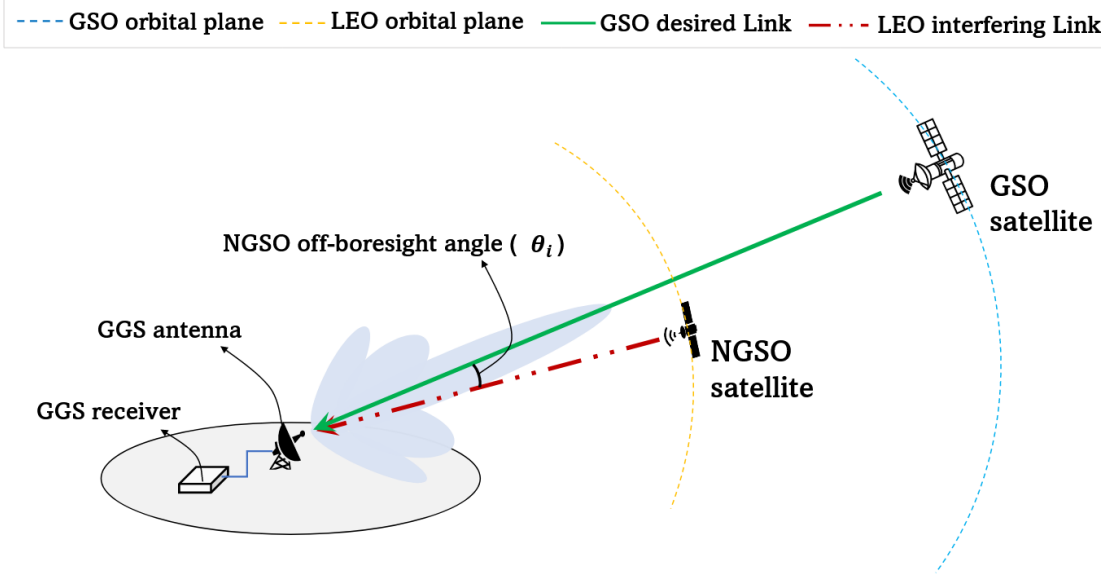 GSO orbital plane
LEO orbital plane
GSO desired Link
LEO interfering Link
GSO
satellite
NGSO off-boresight angle ( θi)
GGS antenna
NGSO
satellite
GGS receiver